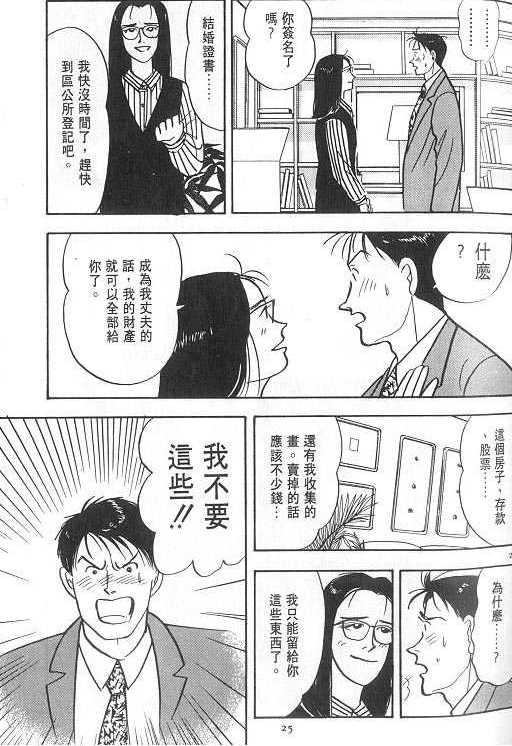 ………
你簽名了
嗎？
結婚證書……
我快沒時間了，趕快
到區公所登記吧。
什麼
？
成為我丈夫的
話，我的財產
就可以全部給
你了。
這個房子，存款
、股票……
還有我收集的
畫。賣掉的話
應該不少錢…
為什麼……？
我只能留給你
這些東西了。
我不要
這些!!
25